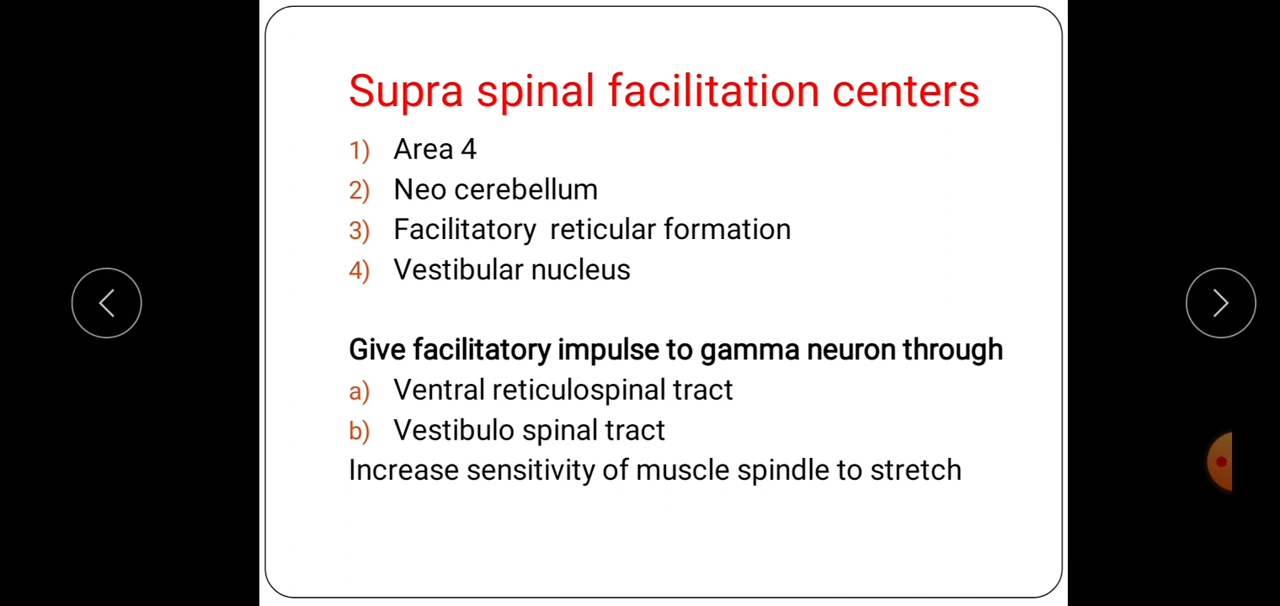 Supra spinal facilitation centers
1) Area 4
2) Neo cerebellum
3) Facilitatory reticular formation
4) Vestibular nucleus
Give facilitatory impulse to gamma neuron through
a) Ventral reticulospinal tract
b) Vestibulo spinal tract
Increase sensitivity of muscle spindle to stretch